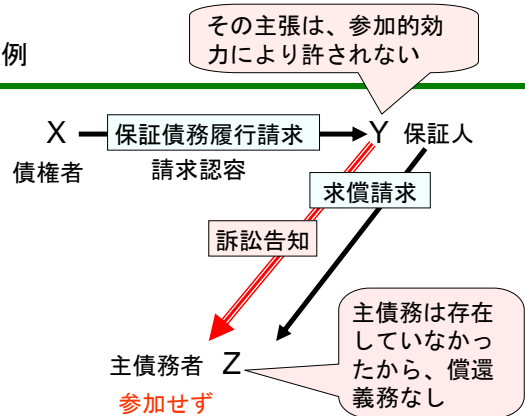 例
その主張は、参加的効
力により許されない
X 保証債務履行請求 Y 保証人
債権者 請求認容
求償請求
訴訟告知
主債務者 Z
参加せず
主債務は存在
していなかっ
たから、償還
義務なし